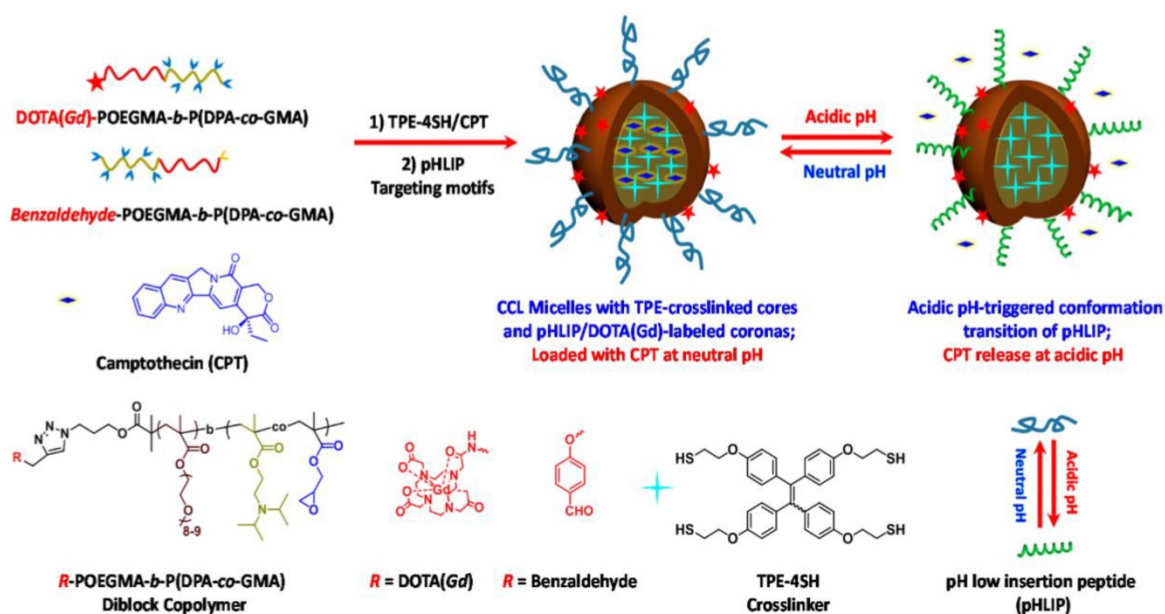 DOTA(Gd)-POEGMA-b-P(DPA-co-GMA)
Benzaldehyde-POEGMA-b-P(DPA-co-GMA)
HO
N
N
O
O
O
Camptothecin (CPT)
1) TPE-4SH/CPT
2) pHLIP
Targeting motifs
Acidic pH
Neutral pH
CCL Micelles with TPE-crosslinked cores
and pHLIP/DOTA(Gd)-labeled coronas;
Loaded with CPT at neutral pH
Acidic pH-triggered conformation
transition of pHLIP;
CPT release at acidic pH
R
N
N
N
O
O
b
co
O
O
O
8-9
O
O
N
O
O
O
R-POEGMA-b-P(DPA-co-GMA)
Diblock Copolymer
O
O
O
HN
N
N
Gd
N
N
O
O
O
O
R = DOTA(Gd)
O
CHO
R = Benzaldehyde
HS
O
O
SH
HS
O
O
SH
TPE-4SH
Crosslinker
Neutral pH
Acidic pH
pH low insertion peptide
(pHLIP)